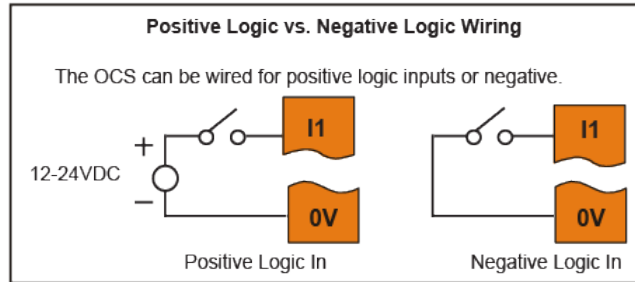 Positive Logic vs. Negative Logic Wiring
The OCS can be wired for positive logic inputs or negative.
I1
+
12-24VDC
–
0V
Positive Logic In
I1
0V
Negative Logic In